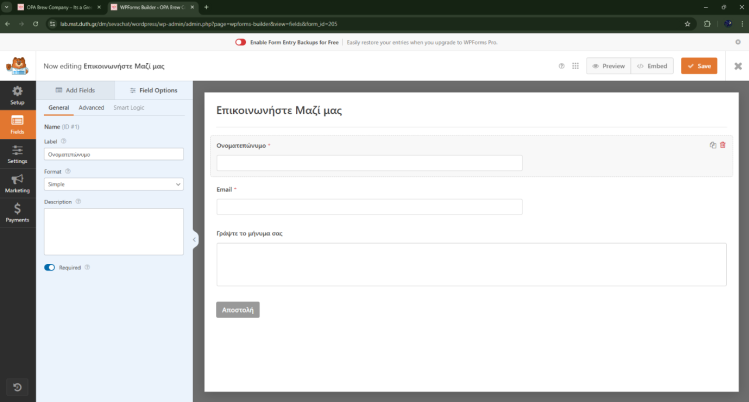 OPA Brew Company – Its a Gre
WPForms Builder ‹ OPA Brew C
lab.mst.duth.gr/dm/sevachat/wordpress/wp-admin/admin.php?page=wpforms-builder&view=fields&form_id=205
Enable Form Entry Backups for Free | Easily restore your entries when you upgrade to WPForms Pro.
Now editing Επικοινωνήστε Μαζί μας
Preview
Embed
Save
Setup
Fields
Settings
Marketing
Payments
Add Fields
Field Options
General
Advanced
Smart Logic
Name (ID #1)
Label
Ονοματεπώνυμο
Format
Simple
Description
Required
Επικοινωνήστε Μαζί μας
Ονοματεπώνυμο *
Email *
Γράψτε το μήνυμα σας
Αποστολή